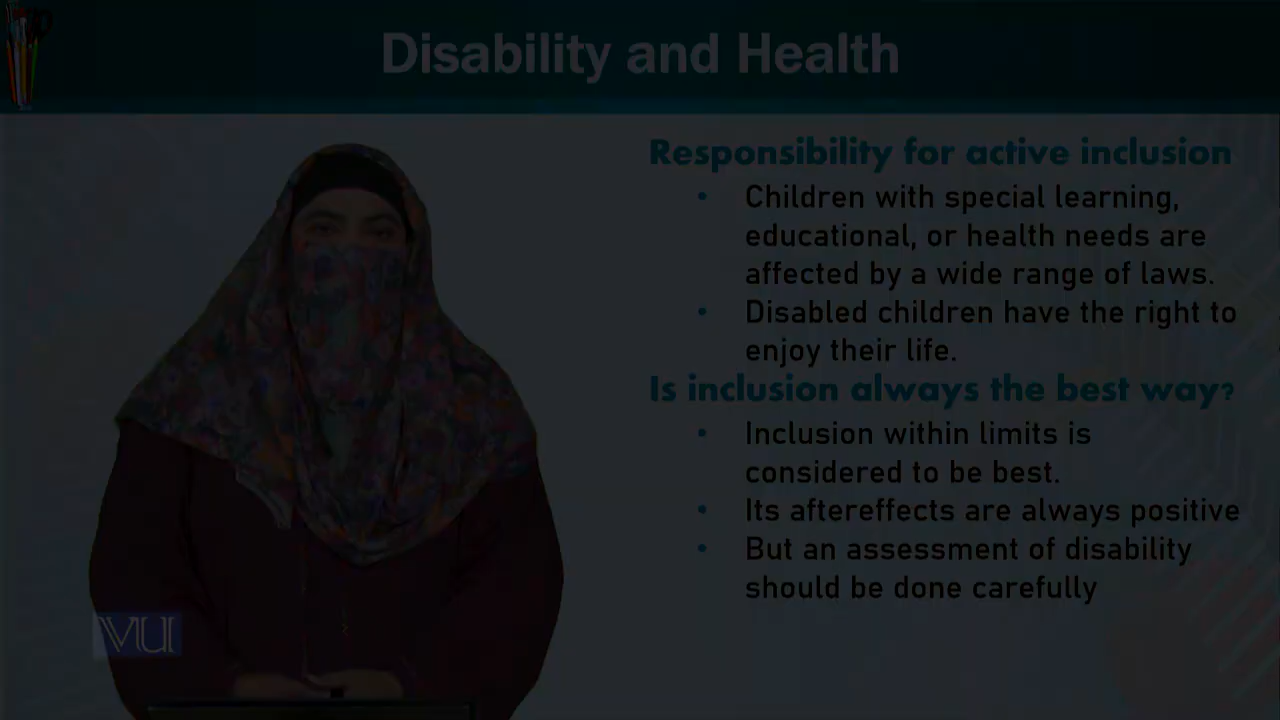 Disability and Health
Responsibility for active inclusion
• Children with special learning,
educational, or health needs are
affected by a wide range of laws.
• Disabled children have the right to
enjoy their life.
Is inclusion always the best way?
• Inclusion within limits is
considered to be best.
• Its aftereffects are always positive
• But an assessment of disability
should be done carefully
VU